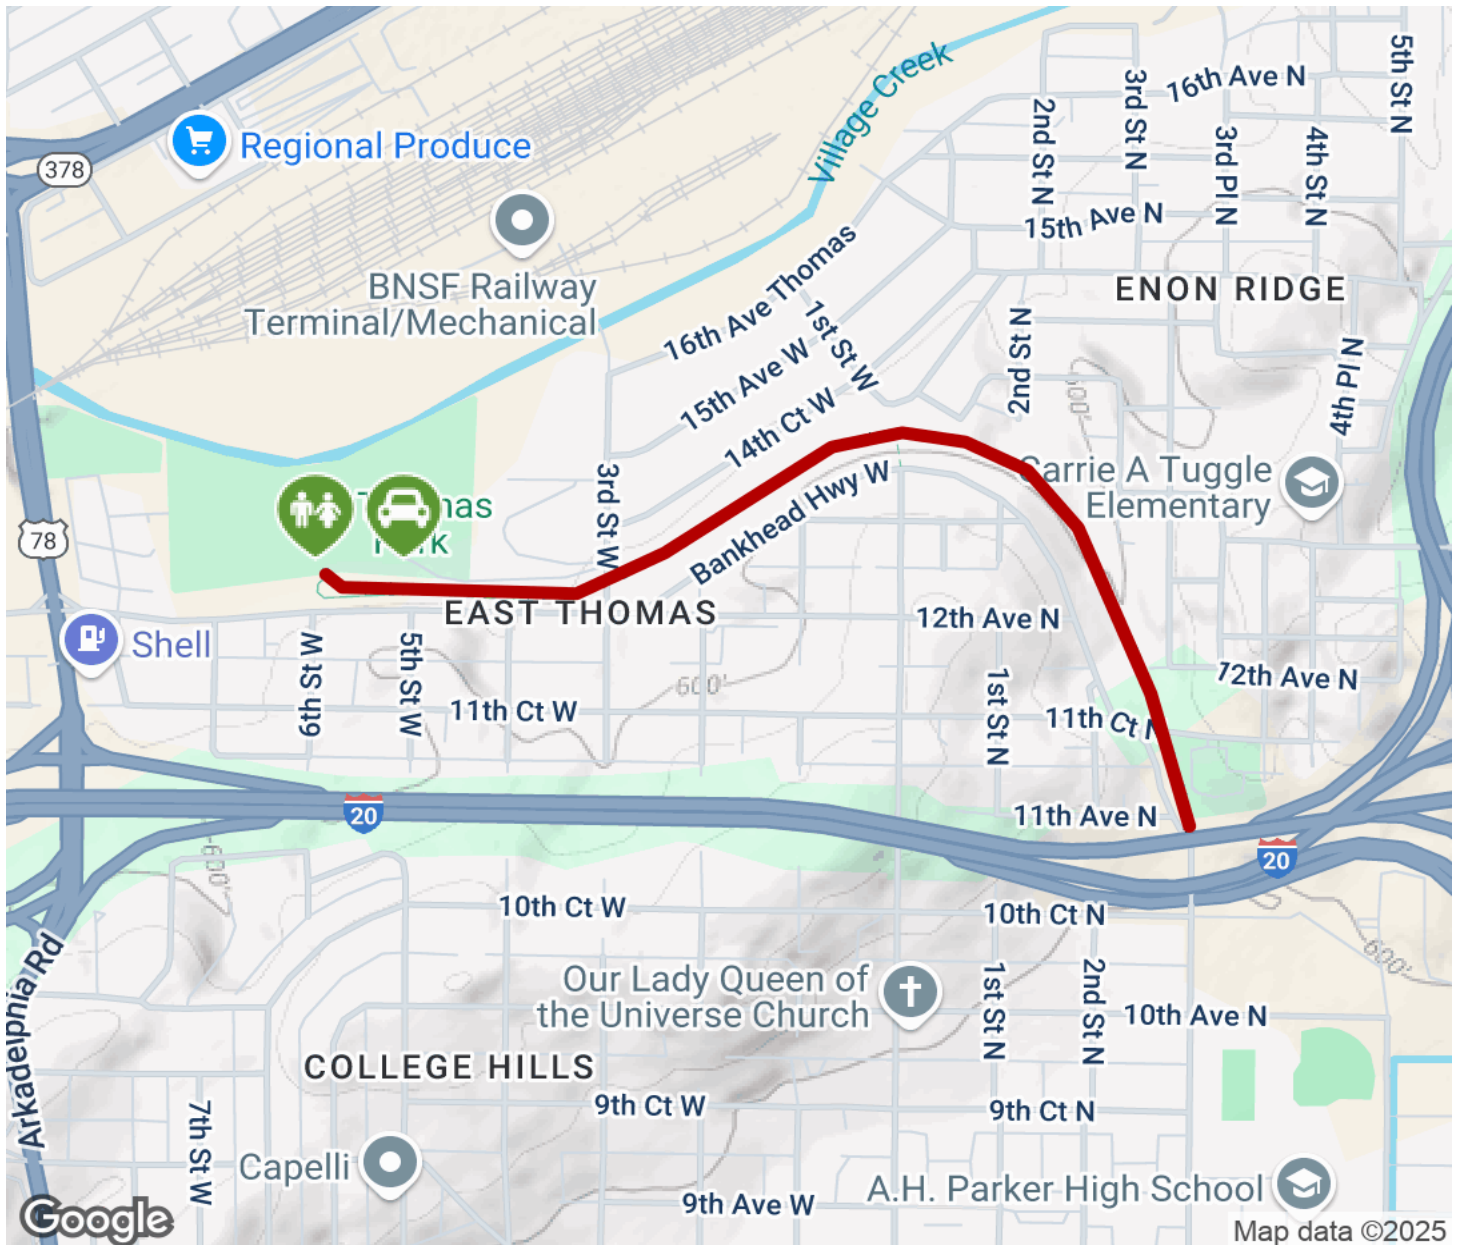 5th St N
16th Ave N
3rd St N
2nd St N
3rd Pl N
4th St N
Village Creek
378
Regional Produce
15th Ave N
BNSF Railway
Terminal/Mechanical
16th Ave Thomas
1st St W
ENON RIDGE
2nd St N
4th Pl N
15th Ave W
14th Ct W
600'
3rd St W
Bankhead Hwy W
Carrie A Tuggle
Elementary
78
EAST THOMAS
12th Ave N
Shell
6th St W
5th St W
600'
1st St N
12th Ave N
11th Ct W
11th Ct N
20
11th Ave N
20
600'
10th Ct W
10th Ct N
600'
Arkadelphia Rd
Our Lady Queen of
the Universe Church
1st St N
2nd St N
10th Ave N
COLLEGE HILLS
9th Ct W
9th Ct N
7th St W
Capelli
A.H. Parker High School
9th Ave W
Google
Map data ©2025